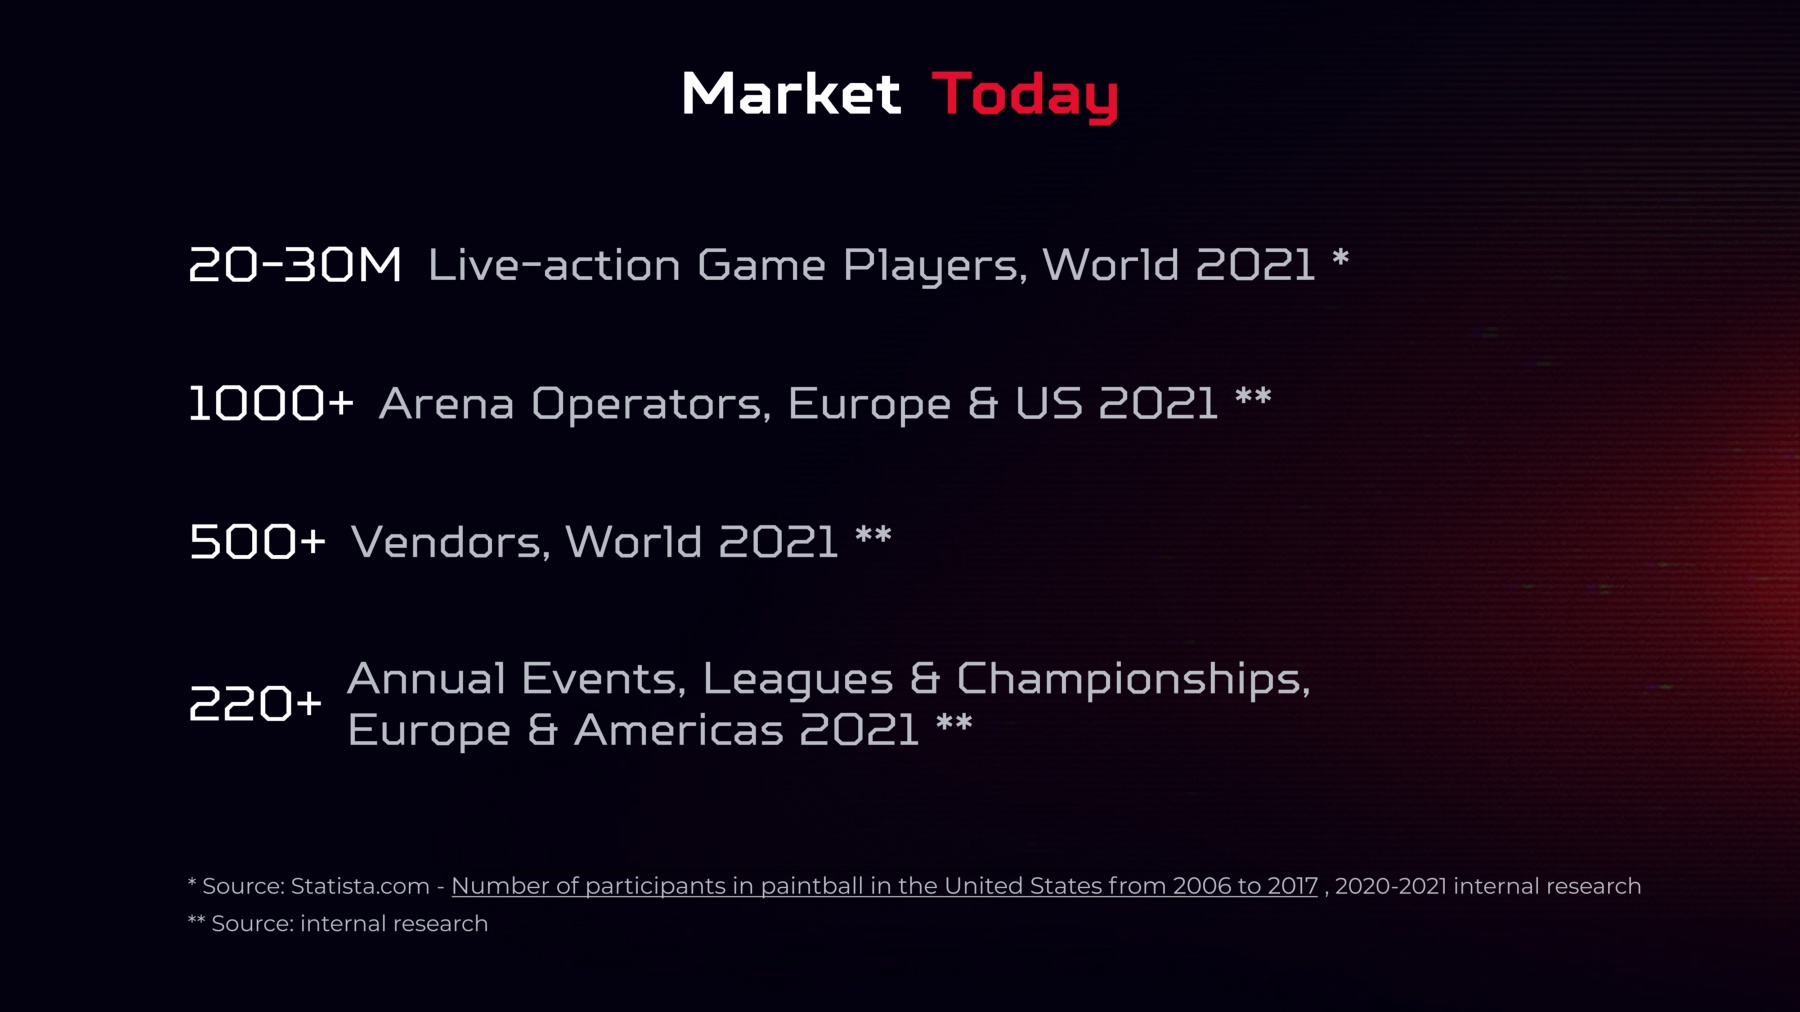 Market Today
20-30M Live-action Game Players, World 2021 *
1000+ Arena Operators, Europe & US 2021 **
500+ Vendors, World 2021 **
220+ Annual Events, Leagues & Championships,
Europe & Americas 2021 **
* Source: Statista.com - Number of participants in paintball in the United States from 2006 to 2017 , 2020-2021 internal research
** Source: internal research